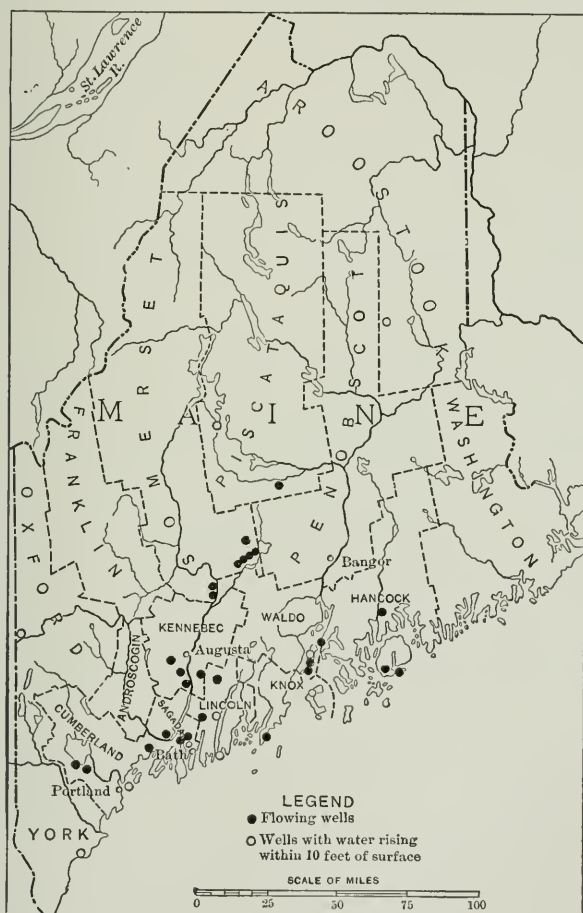 St. Lawrence
R.
AROOSTOOK
PISCATAQUIS
PENOBSCOT
SOMERSET
FRANKLIN
OXFORD
WASHINGTON
MAINE
Bangor
HANCOCK
WALDO
KENNEBEC
Augusta
ANDROSCOGIN
KNOX
LINCOLN
SAGADAHOC
CUMBERLAND
Bath
Portland
YORK
LEGEND
Flowing wells
Wells with water rising
within 10 feet of surface
SCALE OF MILES
0 25 50 100